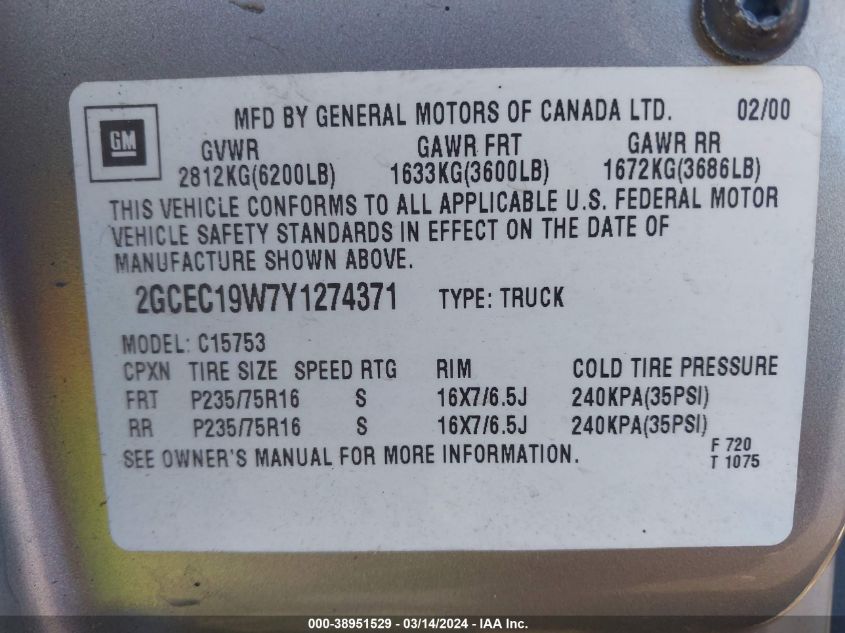 MFD BY GENERAL MOTORS OF CANADA LTD. 02/00
GM
GVWR GAWR FRT GAWR RR
2812KG(6200LB) 1633KG(3600LB) 1672KG(3686LB)
THIS VEHICLE CONFORMS TO ALL APPLICABLE U.S. FEDERAL MOTOR
VEHICLE SAFETY STANDARDS IN EFFECT ON THE DATE OF
MANUFACTURE SHOWN ABOVE.
2GCEC19W7Y1274371 TYPE: TRUCK
MODEL: C15753
CPXN TIRE SIZE SPEED RTG RIM COLD TIRE PRESSURE
FRT P235/75R16 S 16X7/6.5J 240KPA(35PSI)
RR P235/75R16 S 16X7/6.5J 240KPA(35PSI)
SEE OWNER'S MANUAL FOR MORE INFORMATION.
F 720
T 1075
000-38951529 - 03/14/2024 - IAA Inc.